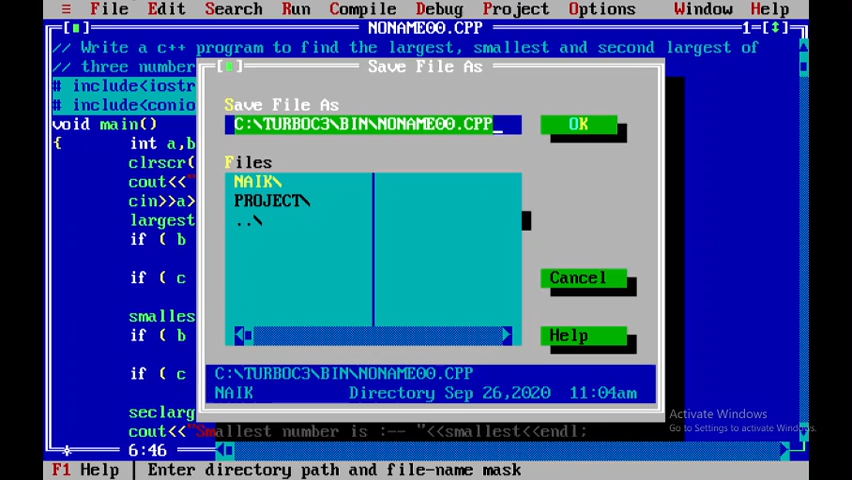 ≡ File Edit Search Run Compile Debug Project Options Window Help
[■] NONAME00.CPP 1=[↕]
// Write a c++ program to find the largest, smallest and second largest of
// three number
# include<iostr
# include<conio
void main()
{ int a,b
clrscr(
cout<<"
cin>>a>
largest
if ( b
if ( c
smalles
if ( b
if ( c
seclarg
cout<<"Smallest number is :-- "<<smallest<<endl;
6:46
[■] Save File As
Save File As
C:\TURBOC3\BIN\NONAME00.CPP
OK
Files
NAIK\
PROJECT\
..\
Cancel
Help
C:\TURBOC3\BIN\NONAME00.CPP
NAIK Directory Sep 26,2020 11:04am
Activate Windows
Go to Settings to activate Windows.
F1 Help | Enter directory path and file-name mask